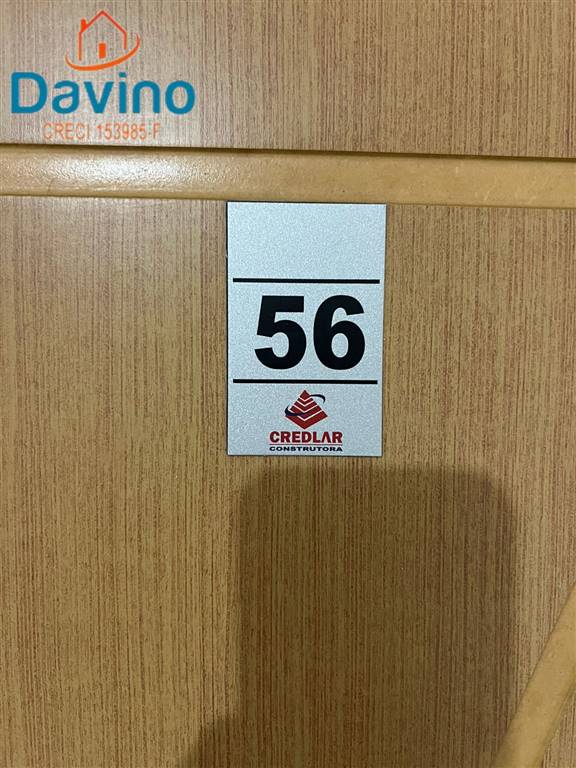 Davino
CRECI 153985-F
56
CREDLAR
CONSTRUTORA